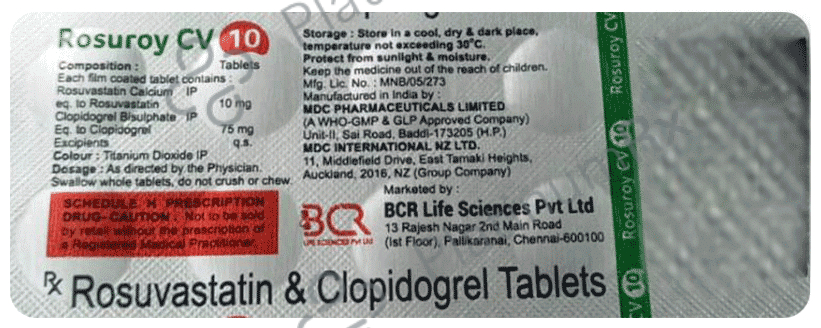 Rosuroy CV 10
Composition : Tablets
Each film coated tablet contains :
Rosuvastatin Calcium IP
eq. to Rosuvastatin 10 mg
Clopidogrel Bisulphate IP
Eq. to Clopidogrel 75 mg
Excipients q.s.
Colour : Titanium Dioxide IP
Dosage : As directed by the Physician.
Swallow whole tablets, do not crush or chew.
SCHEDULE H PRESCRIPTION
DRUG-CAUTION : Not to be sold
by retail without the prescription of
a Registered Medical Practitioner.
Storage : Store in a cool, dry & dark place,
temperature not exceeding 30°C.
Protect from sunlight & moisture.
Keep the medicine out of the reach of children.
Mfg. Lic. No. : MNB/05/273
Manufactured in India by :
MDC PHARMACEUTICALS LIMITED
(A WHO-GMP & GLP Approved Company)
Unit-II, Sai Road, Baddi-173205 (H.P.)
MDC INTERNATIONAL NZ LTD.
11, Middlefield Drive, East Tamaki Heights,
Auckland, 2016, NZ (Group Company)
Marketed by :
BCR
LIFE SCIENCES PVT LTD
BCR Life Sciences Pvt Ltd
13 Rajesh Nagar 2nd Main Road
(Ist Floor), Pallikaranai, Chennai-600100
Rx Rosuvastatin & Clopidogrel Tablets
Rosuroy CV
10
Rosuroy CV 10
CV 10